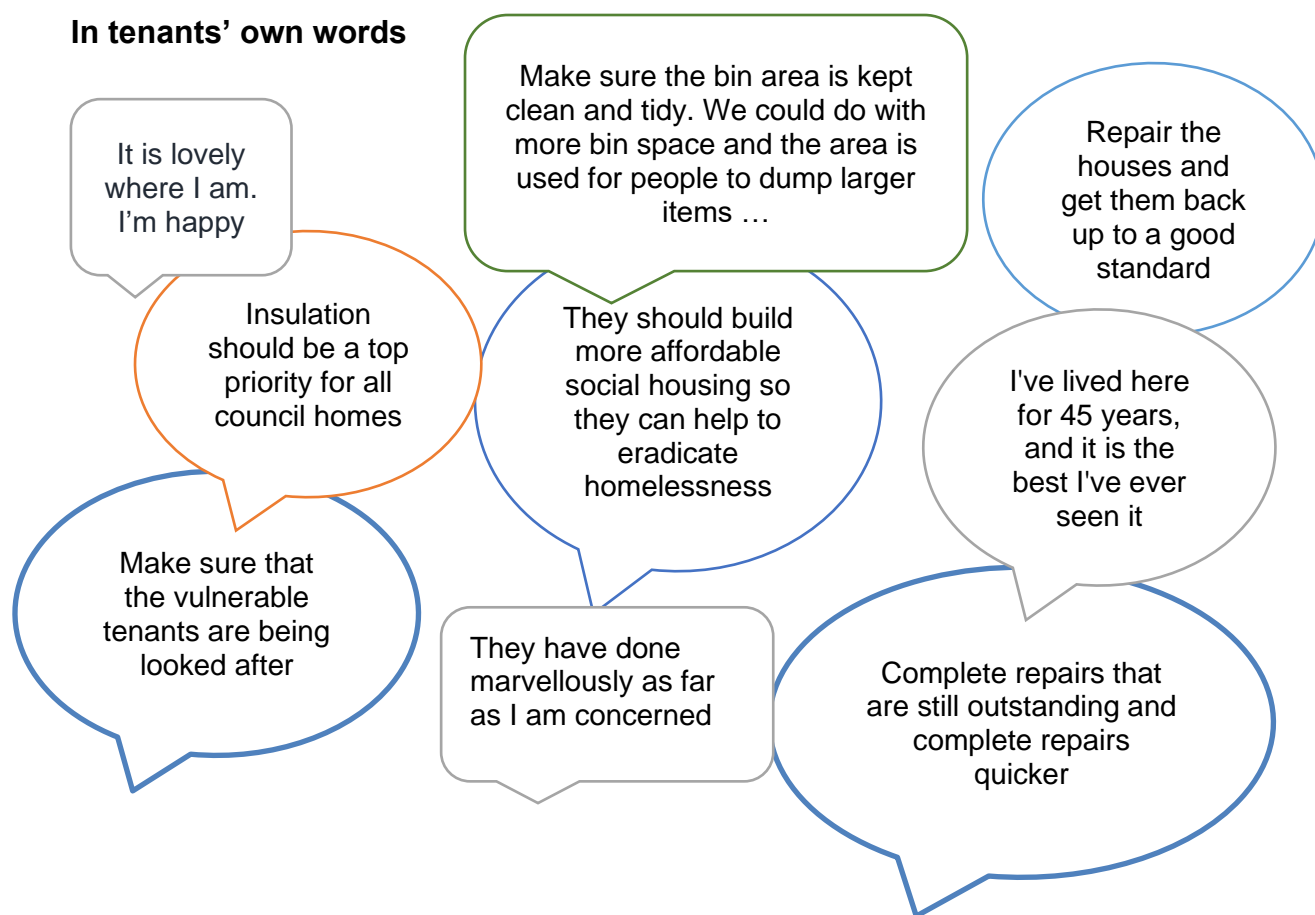 In tenants’ own words
It is lovely
where I am.
I’m happy
Make sure the bin area is kept
clean and tidy. We could do with
more bin space and the area is
used for people to dump larger
items …
Repair the
houses and
get them back
up to a good
standard
Insulation
should be a top
priority for all
council homes
They should build
more affordable
social housing so
they can help to
eradicate
homelessness
I've lived here
for 45 years,
and it is the
best I've ever
seen it
Make sure that
the vulnerable
tenants are being
looked after
They have done
marvellously as far
as I am concerned
Complete repairs that
are still outstanding and
complete repairs
quicker